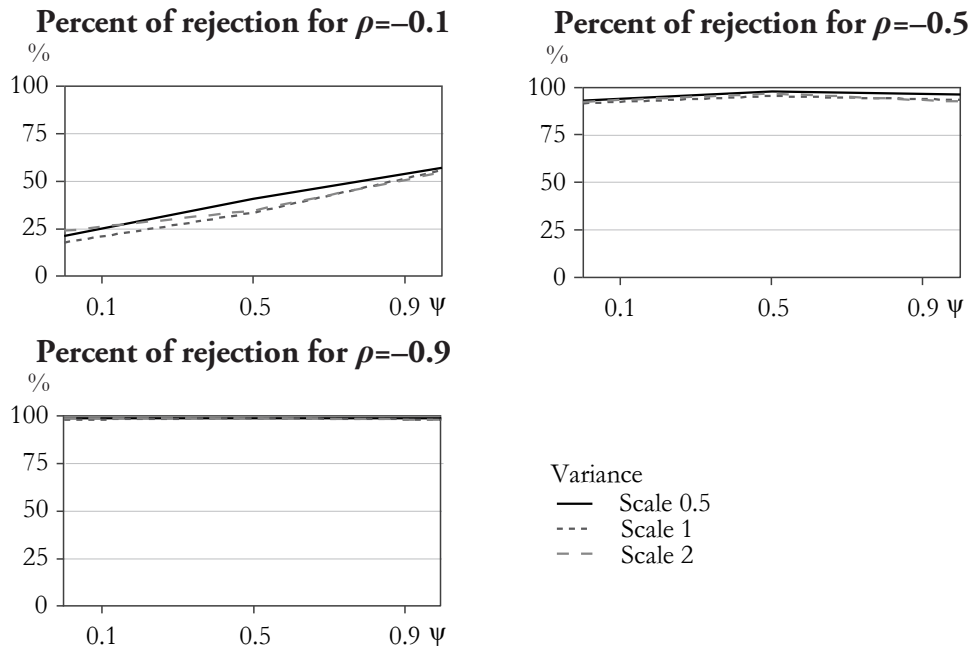 Percent of rejection for ρ=–0.1
%
100
75
50
25
0
0.1 0.5 0.9 ψ
Percent of rejection for ρ=–0.5
%
100
75
50
25
0
0.1 0.5 0.9 ψ
Percent of rejection for ρ=–0.9
%
100
75
50
25
0
0.1 0.5 0.9 ψ
Variance
Scale 0.5
Scale 1
Scale 2